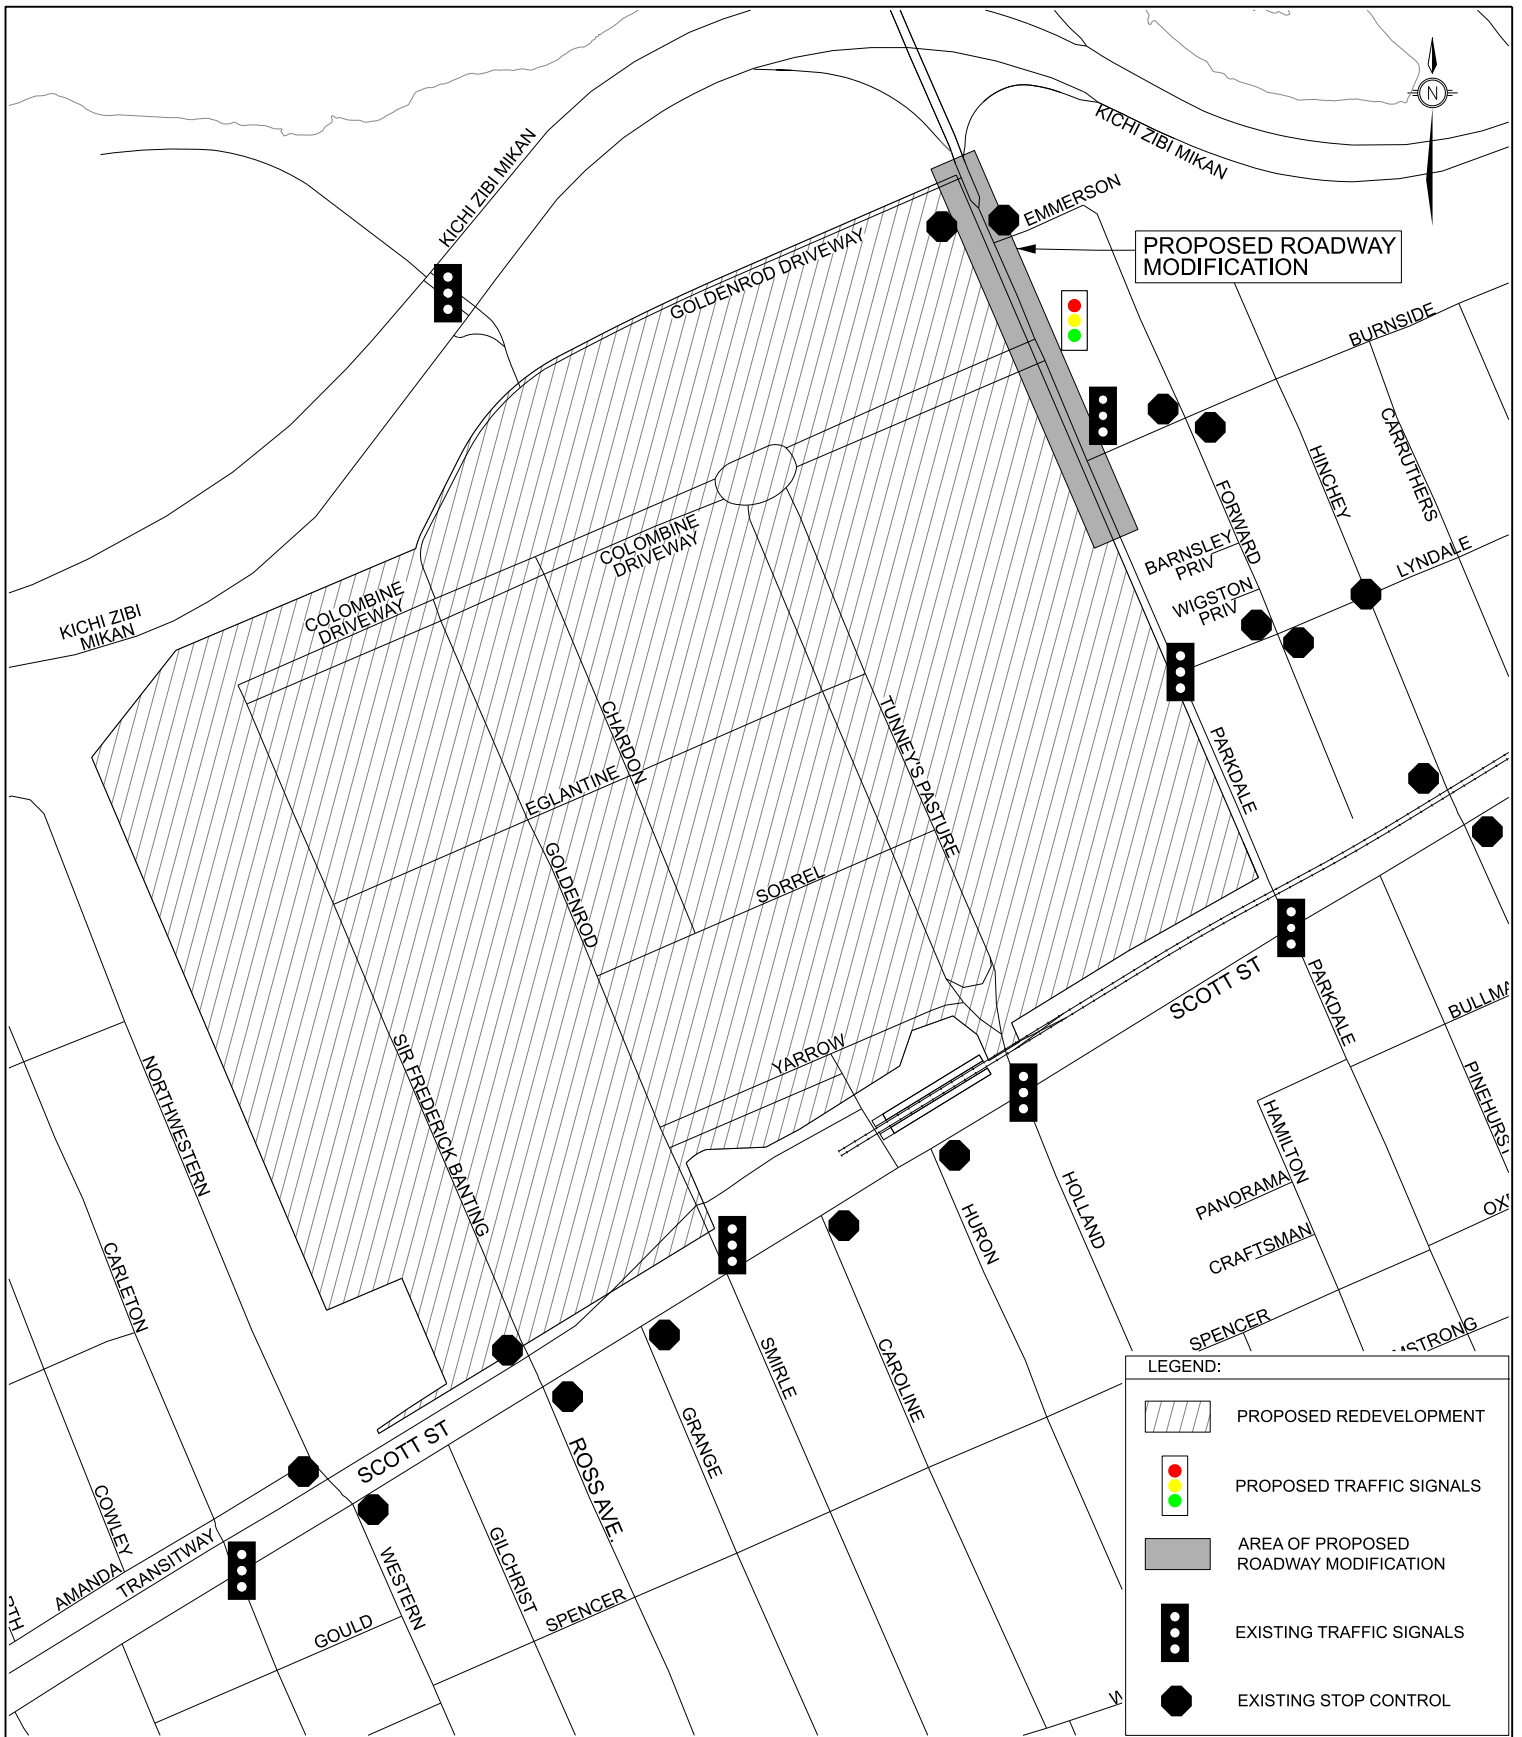 KICHI ZIBI MIKAN
KICHI ZIBI MIKAN
N
EMMERSON
PROPOSED ROADWAY
MODIFICATION
GOLDENROD DRIVEWAY
BURNSIDE
CARRUTHERS
HINCHEY
FORWARD
COLOMBINE
DRIVEWAY
BARNSLEY
PRIV
LYNDALE
WIGSTON
PRIV
COLOMBINE
DRIVEWAY
KICHI ZIBI
MIKAN
CHARDON
TUNNEY'S PASTURE
PARKDALE
EGLANTINE
GOLDENROD
SORREL
SCOTT ST
PARKDALE
BULLMA
YARROW
SIR FREDERICK BANTING
NORTHWESTERN
PINEHURST
HAMILTON
PANORAMA
HOLLAND
HURON
CRAFTSMAN
CARLETON
SPENCER
MSTRONG
SMIRLE
CAROLINE
GRANGE
SCOTT ST
ROSS AVE.
COWLEY
TRANSITWAY
AMANDA
WESTERN
GILCHRIST
SPENCER
GOULD
RTH
LEGEND:
PROPOSED REDEVELOPMENT
PROPOSED TRAFFIC SIGNALS
AREA OF PROPOSED
ROADWAY MODIFICATION
EXISTING TRAFFIC SIGNALS
EXISTING STOP CONTROL